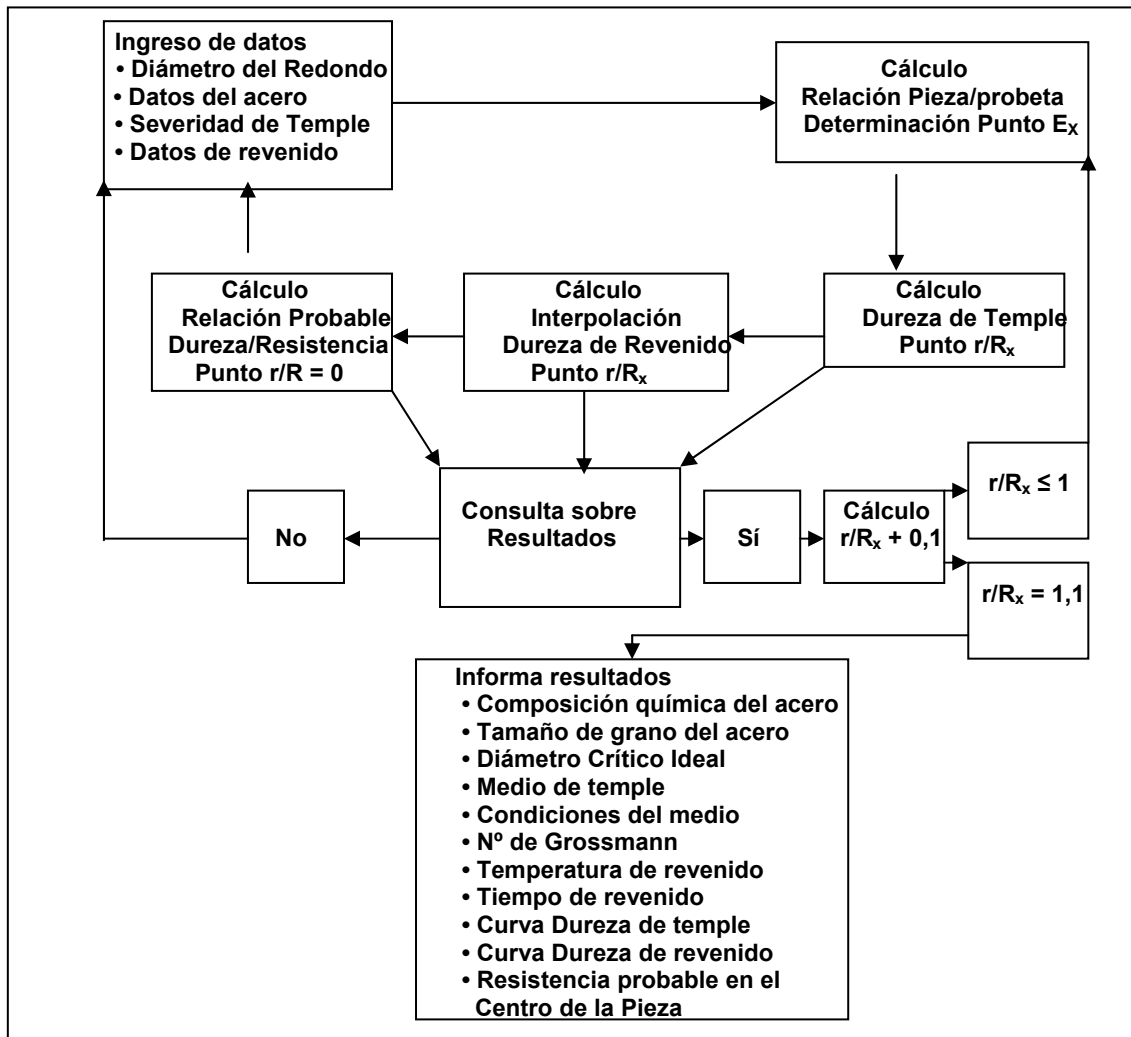 Ingreso de datos
• Diámetro del Redondo
• Datos del acero
• Severidad de Temple
• Datos de revenido
Cálculo
Relación Pieza/probeta
Determinación Punto Eₓ
Cálculo
Relación Probable
Dureza/Resistencia
Punto r/R = 0
Cálculo
Interpolación
Dureza de Revenido
Punto r/Rₓ
Cálculo
Dureza de Temple
Punto r/Rₓ
No
Consulta sobre
Resultados
Sí
Cálculo
r/Rₓ + 0,1
r/Rₓ ≤ 1
r/Rₓ = 1,1
Informa resultados
• Composición química del acero
• Tamaño de grano del acero
• Diámetro Crítico Ideal
• Medio de temple
• Condiciones del medio
• Nº de Grossmann
• Temperatura de revenido
• Tiempo de revenido
• Curva Dureza de temple
• Curva Dureza de revenido
• Resistencia probable en el
Centro de la Pieza